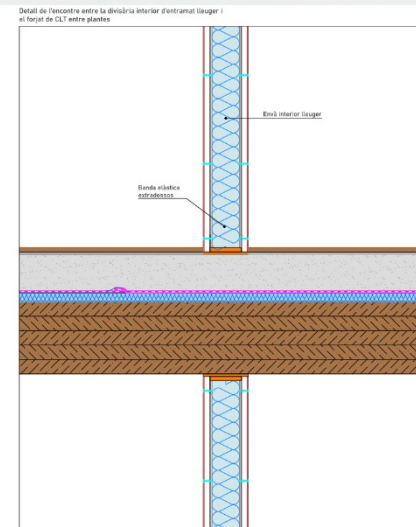 Detall de l'encontre entre la divisòria interior d'entramat lleuger i
el forjat de CLT entre plantes
Envà interior lleuger
Banda elàstica
extradossos